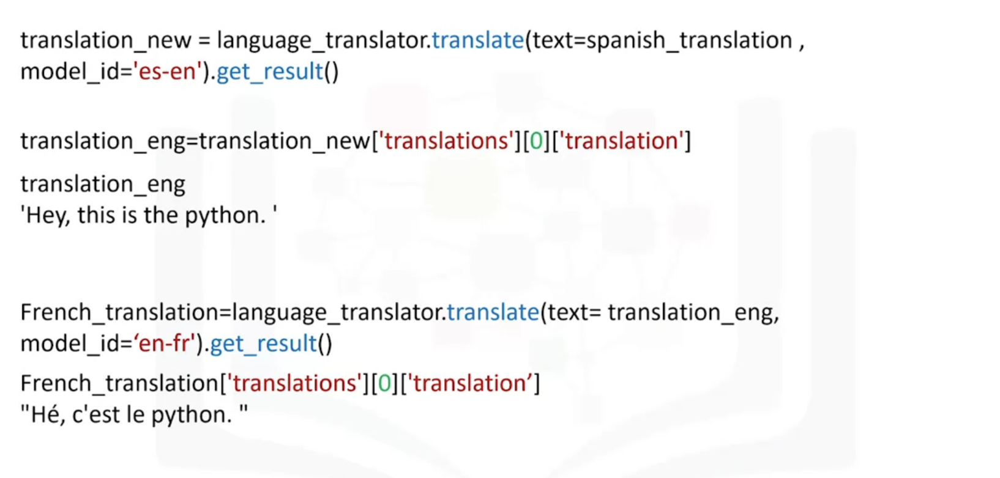 translation_new = language_translator.translate(text=spanish_translation ,
model_id='es-en').get_result()
translation_eng=translation_new['translations'][0]['translation']
translation_eng
'Hey, this is the python. '
French_translation=language_translator.translate(text= translation_eng,
model_id=‘en-fr').get_result()
French_translation['translations'][0]['translation’]
"Hé, c'est le python. "